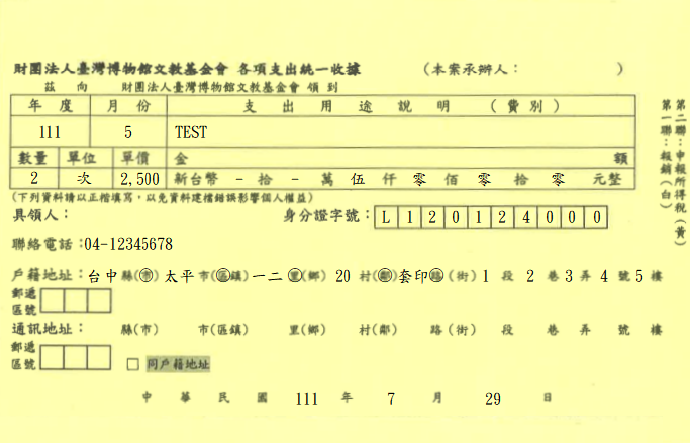 財團法人臺灣博物館文教基金會 各項支出統一收據 (本案承辦人: )
茲 向 財團法人臺灣博物館文教基金會 領 到
年 度 月 份 支 出 用 途 說 明 ( 費 別 )
111 5 TEST
數量 單位 單價 金 額
2 次 2,500 新台幣 - 拾 - 萬 伍 仟 零 佰 零 拾 零 元整
(下列資料請以正楷填寫,以免資料建檔錯誤影響個人權益)
具領人: 身分證字號: L120124000
聯絡電話:04-12345678
戶籍地址: 台中 縣(市) 太平 市(區鎮) 一二 里(鄉) 20 村(鄰) 套印 路(街) 1 段 2 巷 3 弄 4 號 5 樓
郵遞
區號
通訊地址: 縣(市) 市(區鎮) 里(鄉) 村(鄰) 路(街) 段 巷 弄 號 樓
郵遞
區號
□ 同戶籍地址
中 華 民 國 111 年 7 月 29 日
第二聯:申報所得稅(黃)
第一聯:報銷(白)